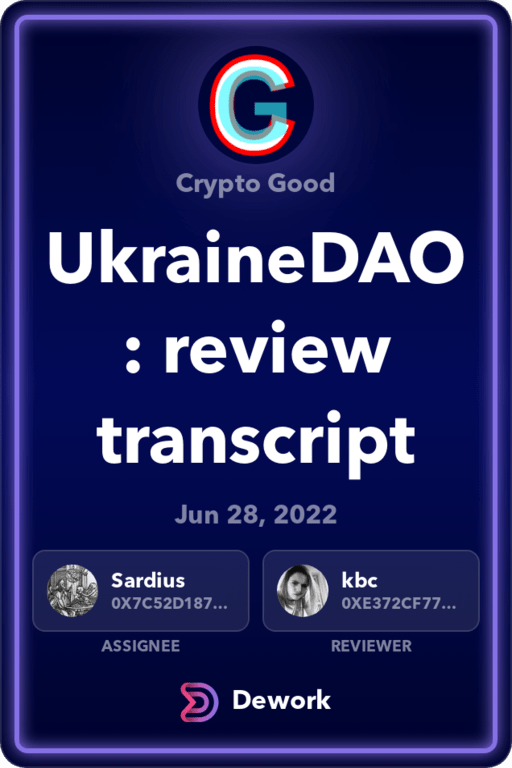 G
Crypto Good
UkraineDAO
: review
transcript
Jun 28, 2022
Sardius
0X7C52D187...
ASSIGNEE
kbc
0XE372CF77...
REVIEWER
Dework